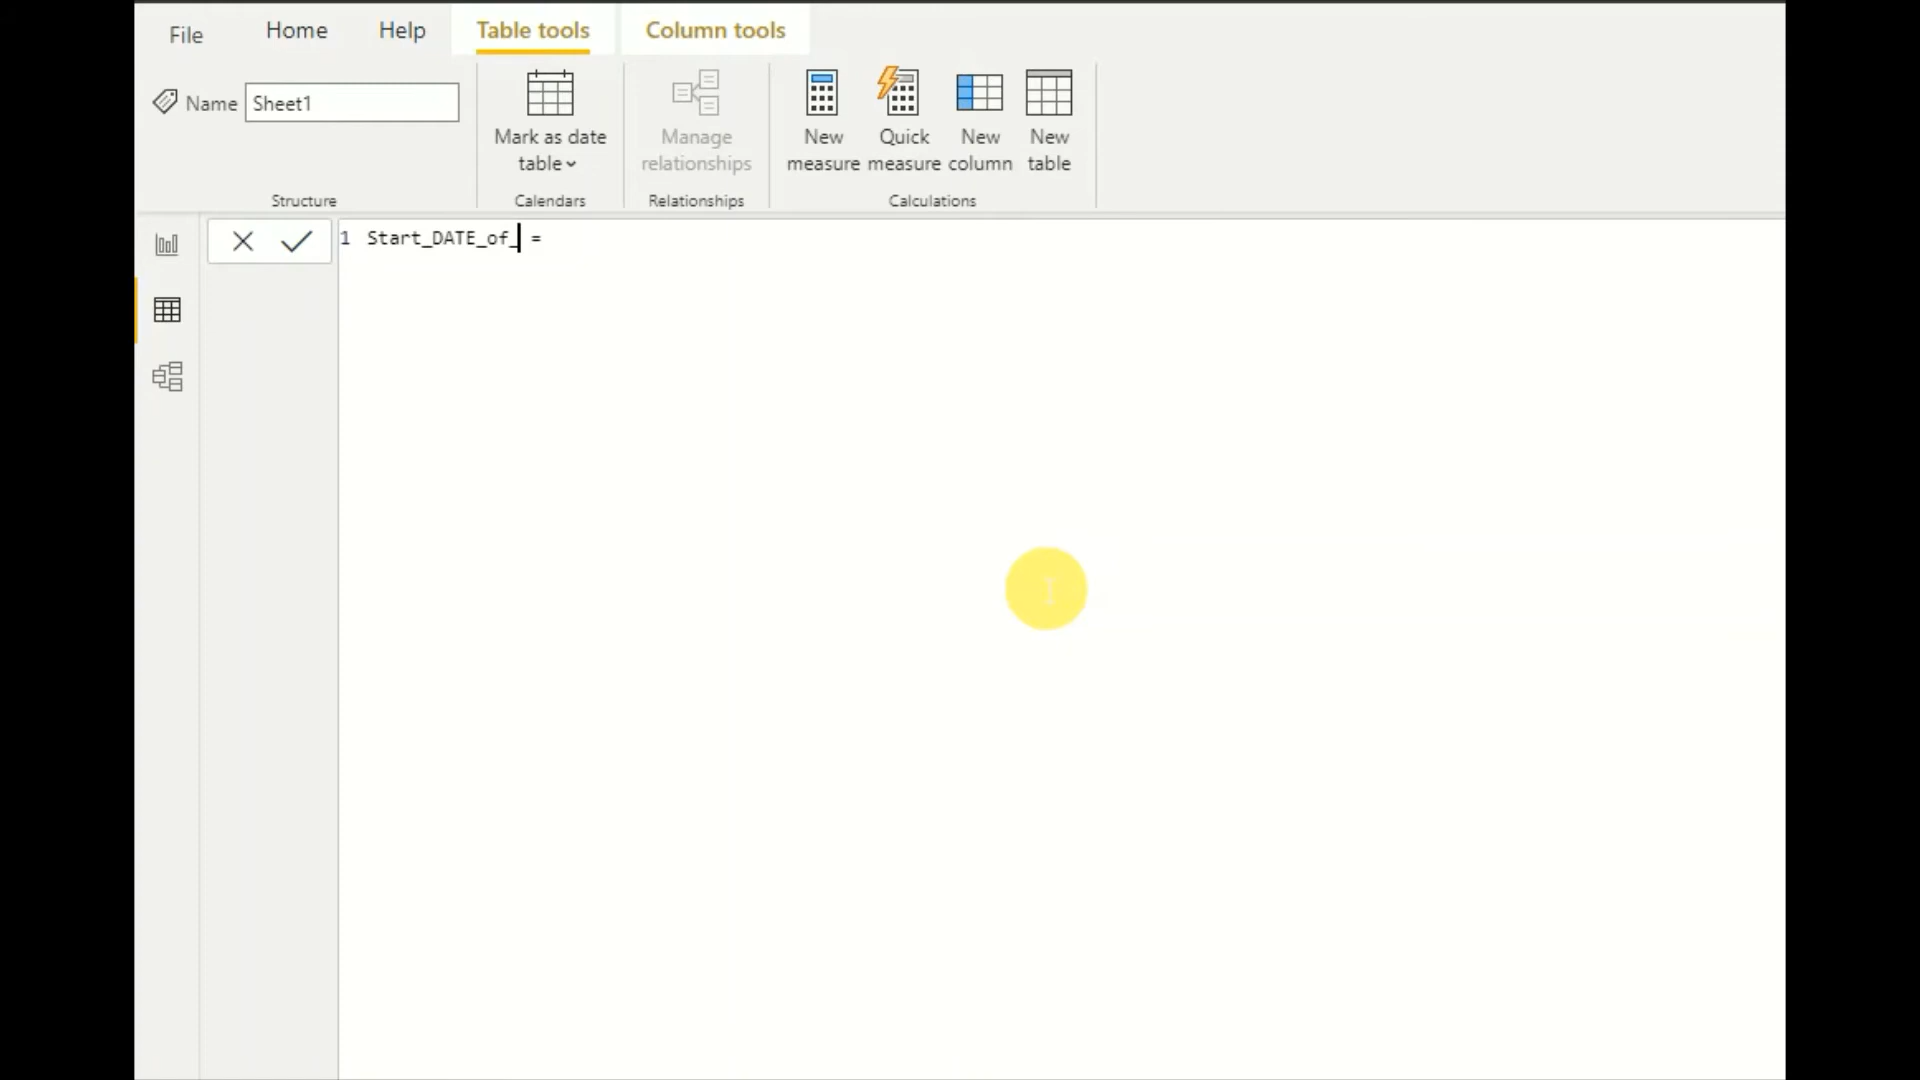 File Home Help Table tools Column tools
Name Sheet1
Mark as date table
Manage relationships
New measure
Quick measure
New column
New table
Structure Calendars Relationships Calculations
1 Start_DATE_of_ =